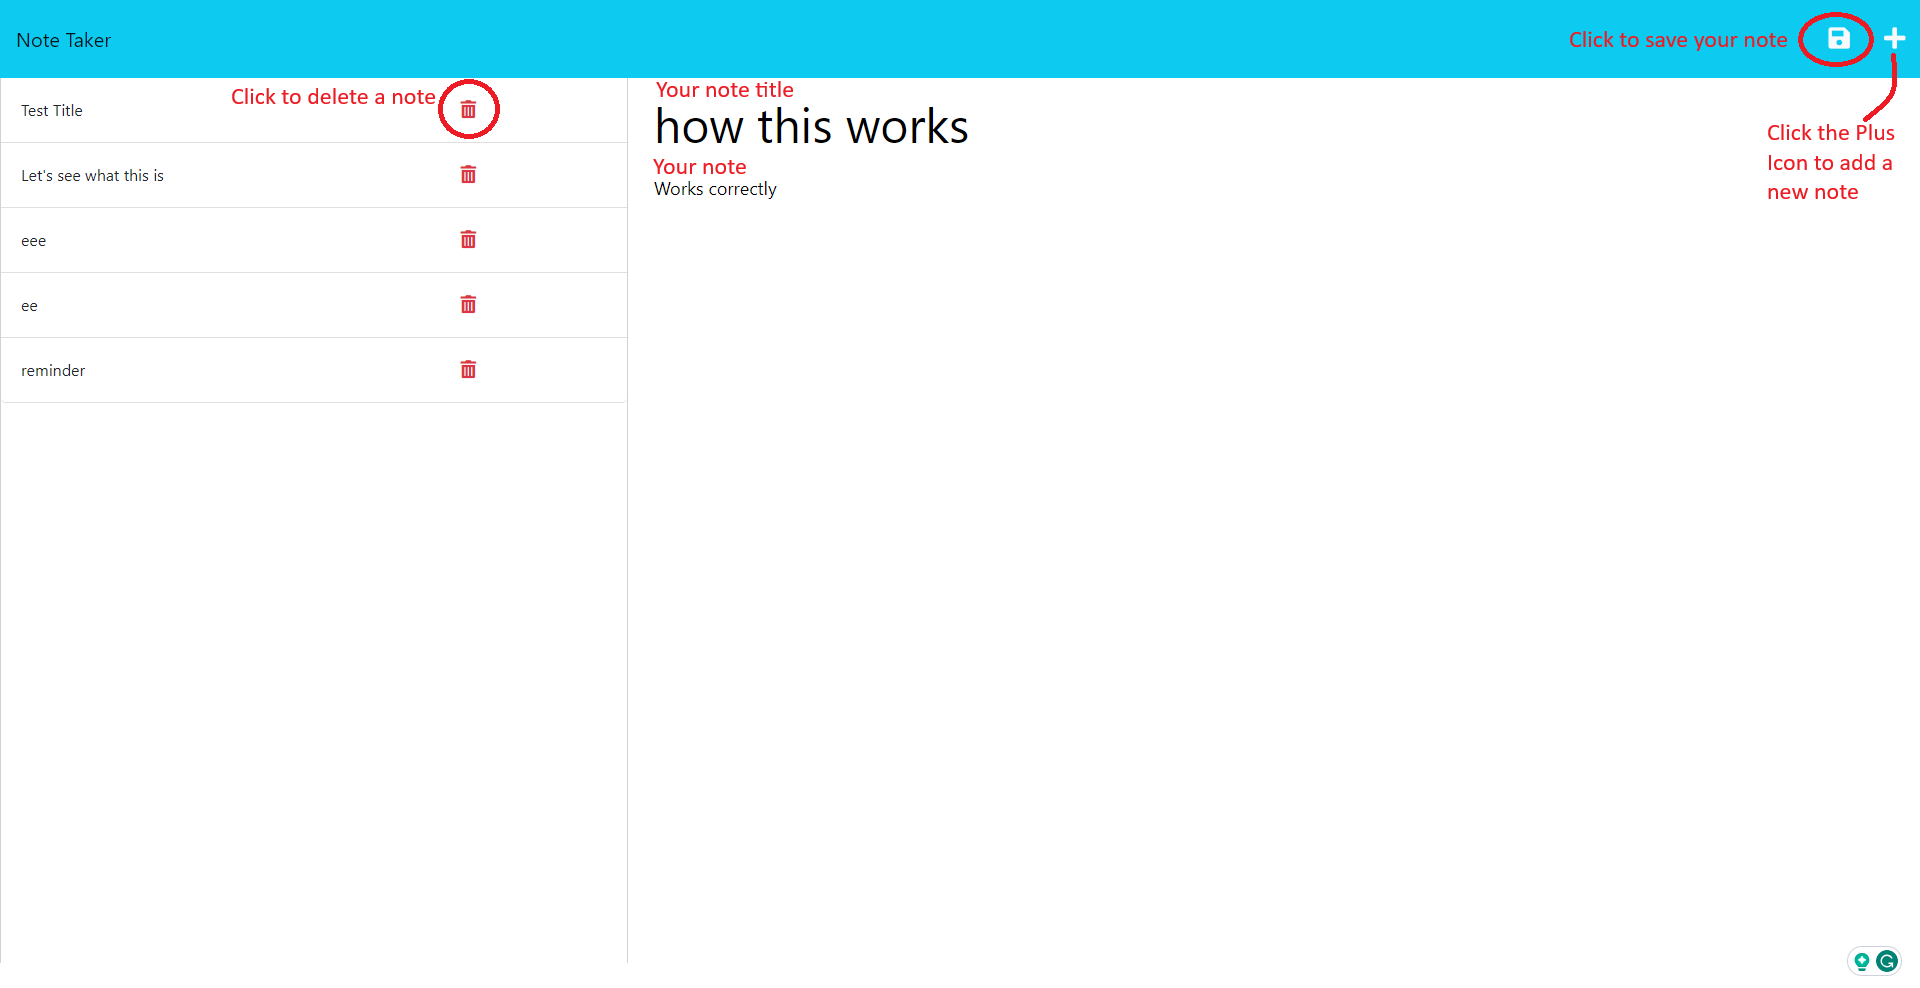 Note Taker
Click to save your note
Test Title
Click to delete a note
Let's see what this is
eee
ee
reminder
Your note title
how this works
Your note
Works correctly
Click the Plus
Icon to add a
new note